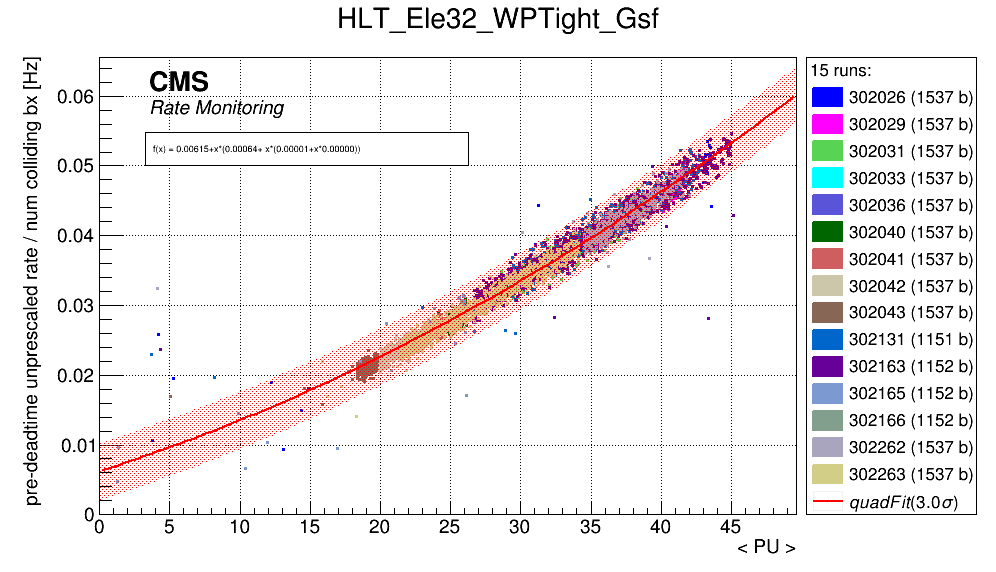 HLT_Ele32_WPTight_Gsf
pre-deadtime unprescaled rate / num colliding bx [Hz]
CMS
Rate Monitoring
f(x) = 0.00615+x*(0.00064+ x*(0.00001+x*0.00000))
0.06
0.05
0.04
0.03
0.02
0.01
0
0 5 10 15 20 25 30 35 40 45
< PU >
15 runs:
302026 (1537 b)
302029 (1537 b)
302031 (1537 b)
302033 (1537 b)
302036 (1537 b)
302040 (1537 b)
302041 (1537 b)
302042 (1537 b)
302043 (1537 b)
302131 (1151 b)
302163 (1152 b)
302165 (1152 b)
302166 (1152 b)
302262 (1537 b)
302263 (1537 b)
quadFit(3.0σ)